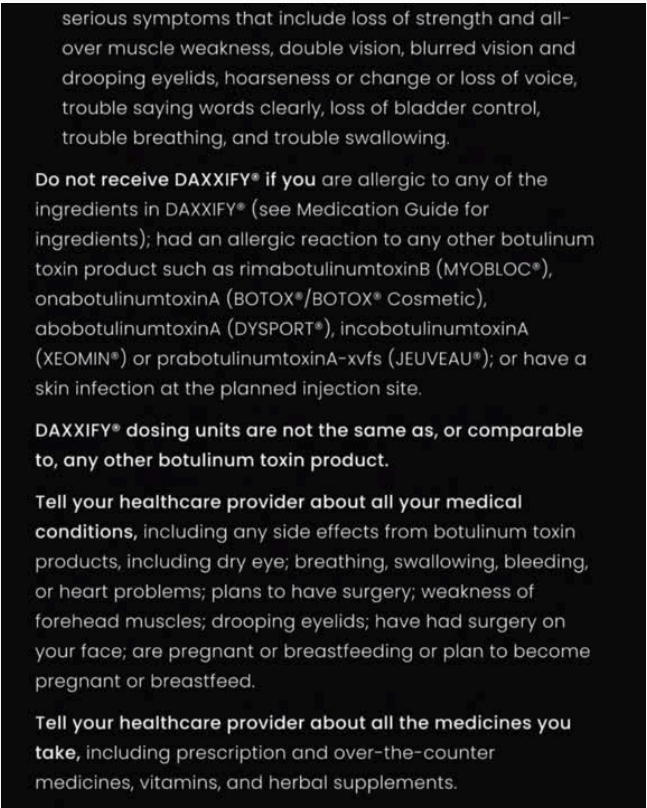 serious symptoms that include loss of strength and all-
over muscle weakness, double vision, blurred vision and
drooping eyelids, hoarseness or change or loss of voice,
trouble saying words clearly, loss of bladder control,
trouble breathing, and trouble swallowing.
Do not receive DAXXIFY® if you are allergic to any of the
ingredients in DAXXIFY® (see Medication Guide for
ingredients); had an allergic reaction to any other botulinum
toxin product such as rimabotulinumtoxinB (MYOBLOC®),
onabotulinumtoxinA (BOTOX®/BOTOX® Cosmetic),
abobotulinumtoxinA (DYSPORT®), incobotulinumtoxinA
(XEOMIN®) or prabotulinumtoxinA-xvfs (JEUVEAU®); or have a
skin infection at the planned injection site.
DAXXIFY® dosing units are not the same as, or comparable
to, any other botulinum toxin product.
Tell your healthcare provider about all your medical
conditions, including any side effects from botulinum toxin
products, including dry eye; breathing, swallowing, bleeding,
or heart problems; plans to have surgery; weakness of
forehead muscles; drooping eyelids; have had surgery on
your face; are pregnant or breastfeeding or plan to become
pregnant or breastfeed.
Tell your healthcare provider about all the medicines you
take, including prescription and over-the-counter
medicines, vitamins, and herbal supplements.